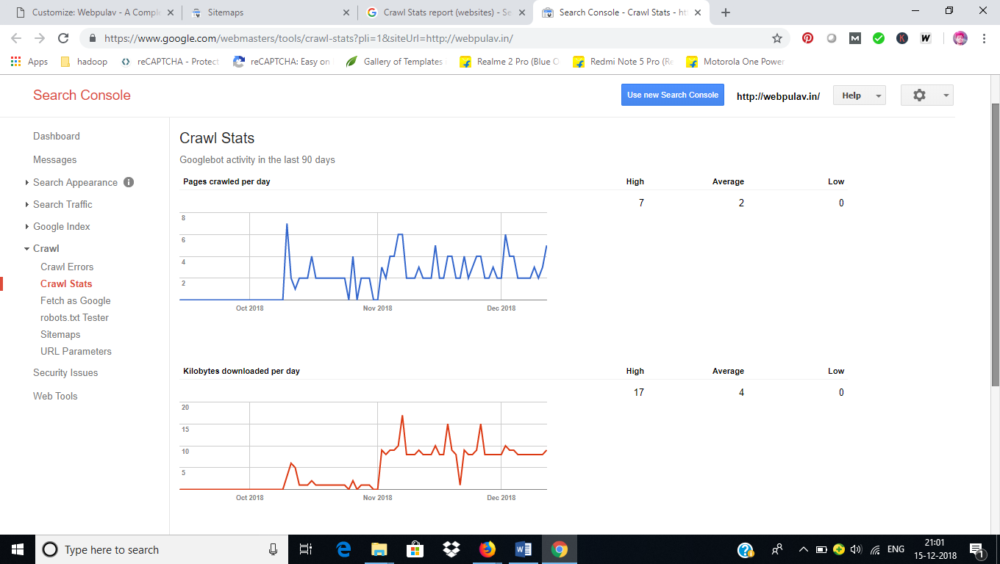 Customize: Webpulav - A Comple
Sitemaps
Crawl Stats report (websites) - Se
Search Console - Crawl Stats - htt
https://www.google.com/webmasters/tools/crawl-stats?pli=1&siteUrl=http://webpulav.in/
M
K
W
Apps
hadoop
reCAPTCHA - Protect
reCAPTCHA: Easy on
Gallery of Templates
Realme 2 Pro (Blue O
Redmi Note 5 Pro (Re
Motorola One Power
Search Console
Use new Search Console
http://webpulav.in/
Help
Dashboard
Messages
Search Appearance
Search Traffic
Google Index
Crawl
Crawl Errors
Crawl Stats
Fetch as Google
robots.txt Tester
Sitemaps
URL Parameters
Security Issues
Web Tools
Crawl Stats
Googlebot activity in the last 90 days
Pages crawled per day High Average Low
7 2 0
8
6
4
2
Oct 2018 Nov 2018 Dec 2018
Kilobytes downloaded per day High Average Low
17 4 0
20
15
10
5
Oct 2018 Nov 2018 Dec 2018
Type here to search
ENG
21:01
15-12-2018
1